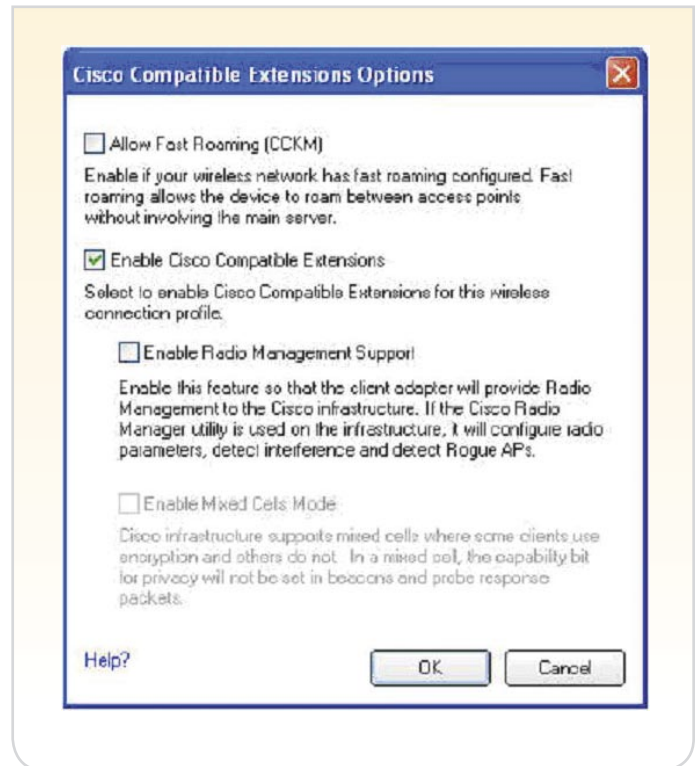 Cisco Compatible Extensions Options
Allow Fast Roaming (CCKM)
Enable if your wireless network has fast roaming configured. Fast
roaming allows the device to roam between access points
without involving the main server.
Enable Cisco Compatible Extensions
Select to enable Cisco Compatible Extensions for this wireless
connection profile.
Enable Radio Management Support
Enable this feature so that the client adapter will provide Radio
Management to the Cisco infrastructure. If the Cisco Radio
Manager utility is used on the infrastructure, it will configure radio
parameters, detect interference and detect Rogue APs.
Enable Mixed Cells Mode
Cisco infrastructure supports mixed cells where some clients use
encryption and others do not. In a mixed cell, the capability bit
for privacy will not be set in beacons and probe response
packets.
Help?
OK
Cancel